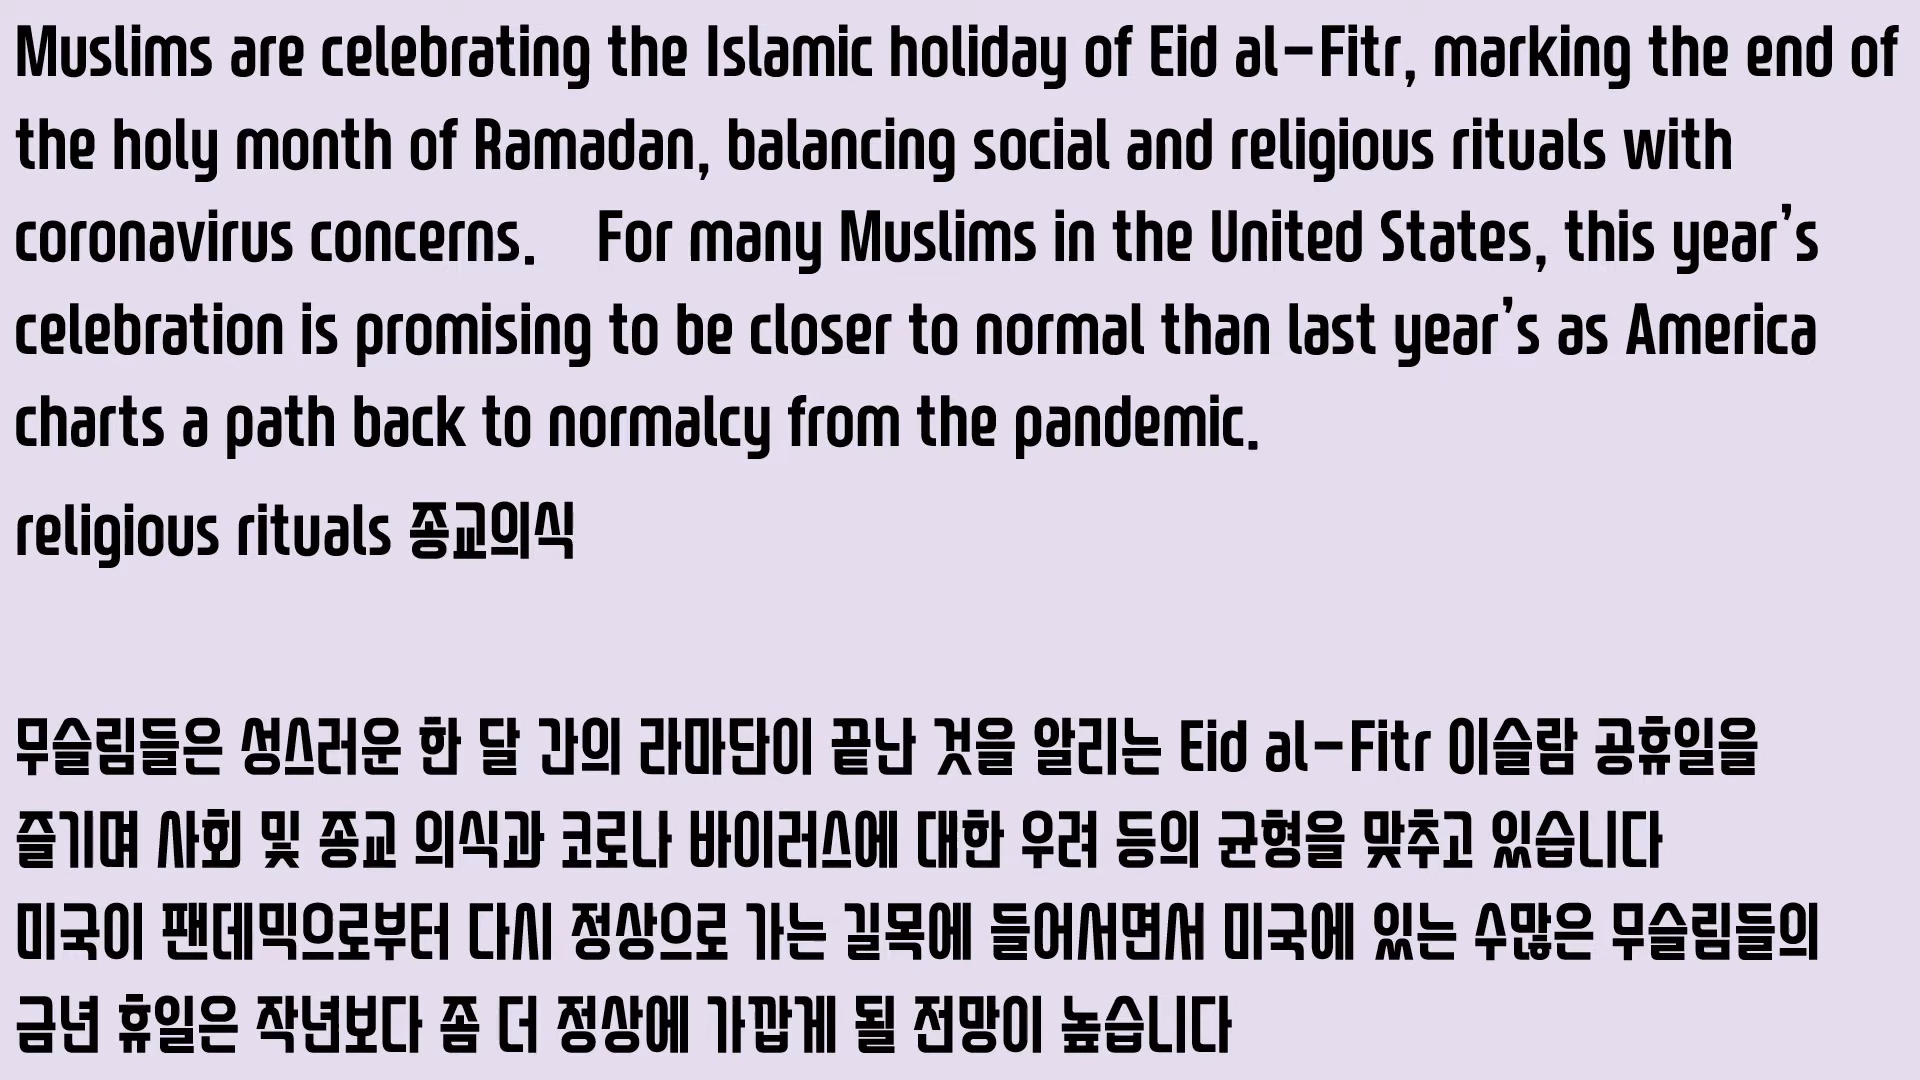 Muslims are celebrating the Islamic holiday of Eid al-Fitr, marking the end of
the holy month of Ramadan, balancing social and religious rituals with
coronavirus concerns.   For many Muslims in the United States, this year's
celebration is promising to be closer to normal than last year's as America
charts a path back to normalcy from the pandemic.
religious rituals 종교의식
무슬림들은 성스러운 한 달 간의 라마단이 끝난 것을 알리는 Eid al-Fitr 이슬람 공휴일을
즐기며 사회 및 종교 의식과 코로나 바이러스에 대한 우려 등의 균형을 맞추고 있습니다
미국이 팬데믹으로부터 다시 정상으로 가는 길목에 들어서면서 미국에 있는 수많은 무슬림들의
금년 휴일은 작년보다 좀 더 정상에 가깝게 될 전망이 높습니다